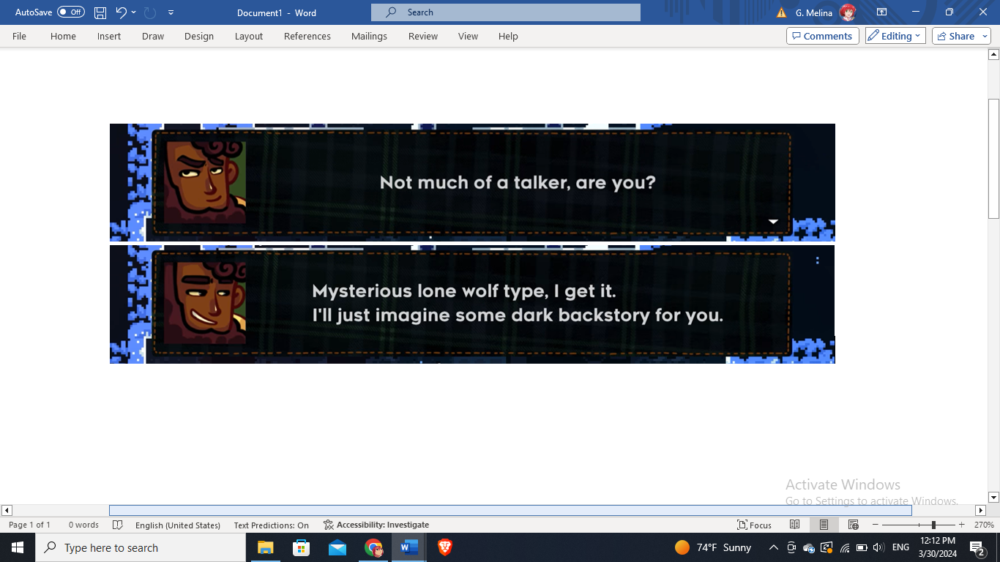 AutoSave Off Document1 - Word Search G. Melina
File Home Insert Draw Design Layout References Mailings Review View Help Comments Editing Share
Not much of a talker, are you?
Mysterious lone wolf type, I get it.
I'll just imagine some dark backstory for you.
Activate Windows
Go to Settings to activate Windows.
Page 1 of 1 0 words English (United States) Text Predictions: On Accessibility: Investigate Focus 270%
Type here to search 74°F Sunny ENG 12:12 PM
3/30/2024 2